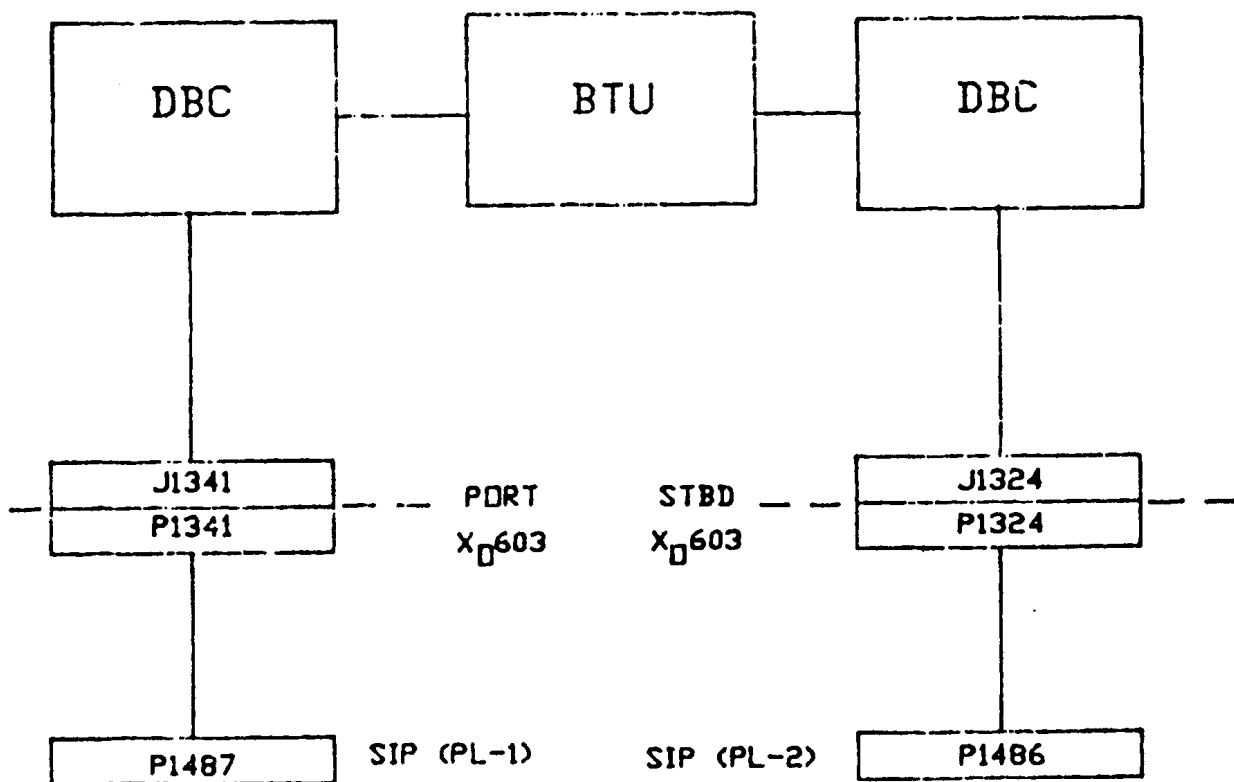 DBC
BTU
DBC
J1341
P1341
PORT
X₀603
STBD
X₀603
J1324
P1324
P1487
SIP (PL-1)
SIP (PL-2)
P1486